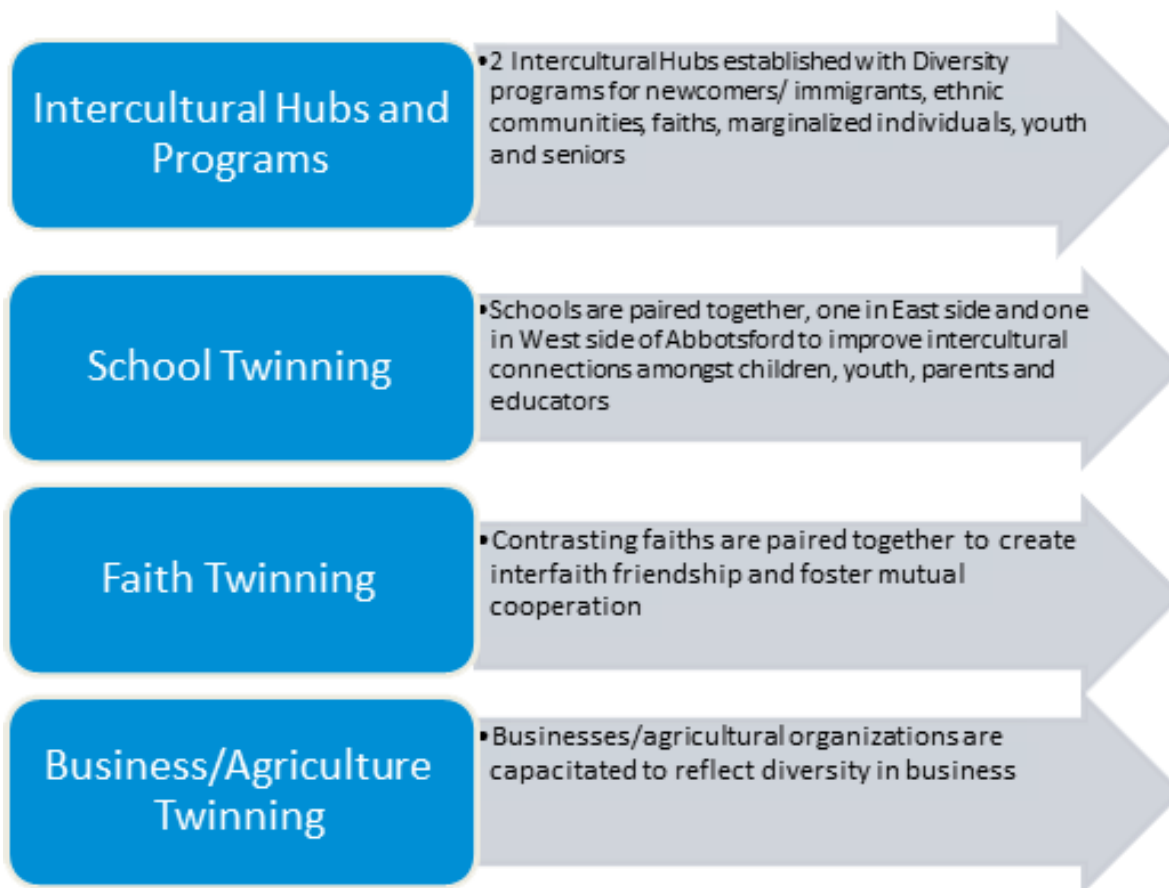 Intercultural Hubs and
Programs
•2 Intercultural Hubs established with Diversity
programs for newcomers/ immigrants, ethnic
communities, faiths, marginalized individuals, youth
and seniors
School Twinning
•Schools are paired together, one in East side and one
in West side of Abbotsford to improve intercultural
connections amongst children, youth, parents and
educators
Faith Twinning
•Contrasting faiths are paired together to create
interfaith friendship and foster mutual
cooperation
Business/Agriculture
Twinning
•Businesses/agricultural organizations are
capacitated to reflect diversity in business